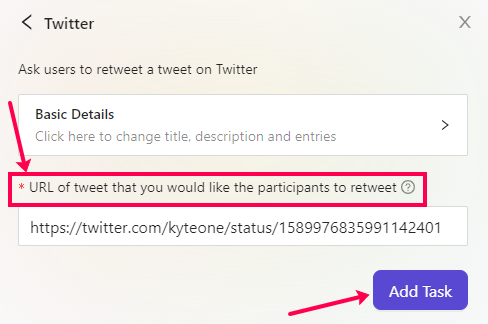 Twitter
Ask users to retweet a tweet on Twitter
Basic Details
Click here to change title, description and entries
* URL of tweet that you would like the participants to retweet ?
https://twitter.com/kyteone/status/1589976835991142401
Add Task